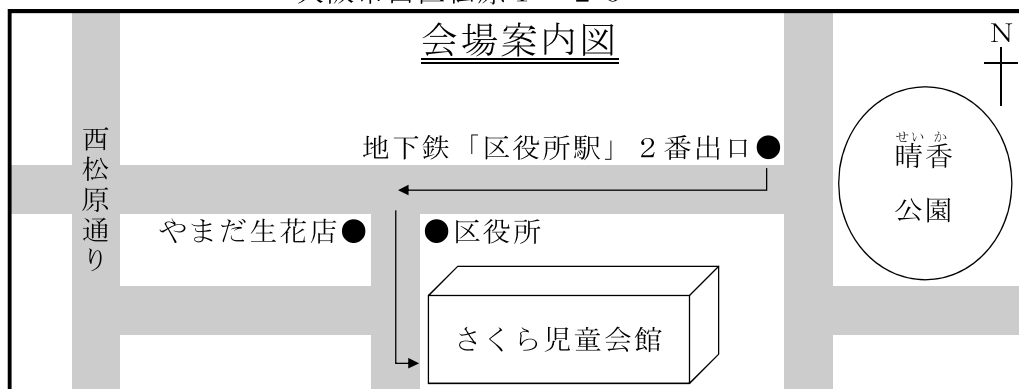 会場案内図
N
西松原通り
地下鉄「区役所駅」２番出口●
せいか
晴香
公園
やまだ生花店●
●区役所
さくら児童会館